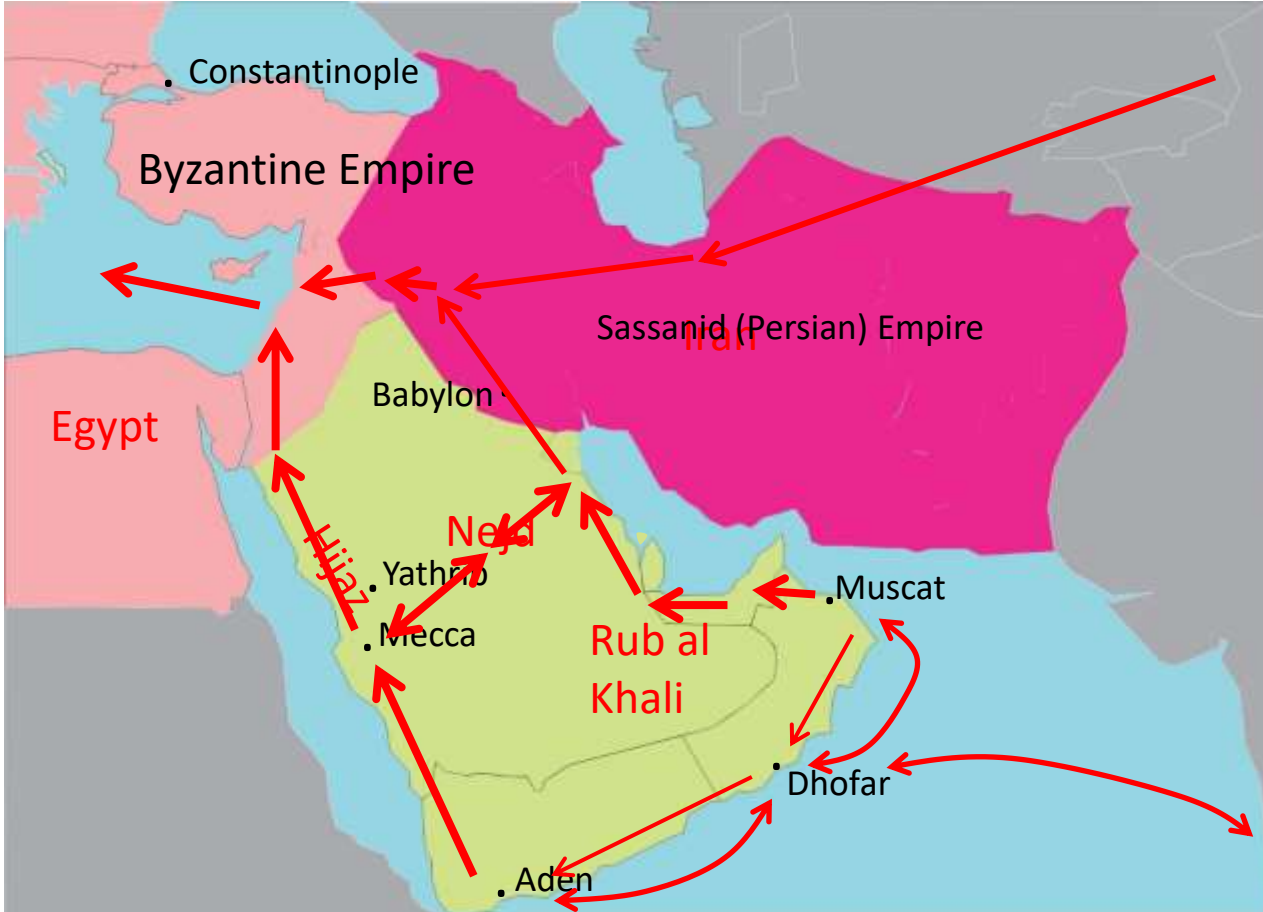 Constantinople
Byzantine Empire
Sassanid (Persian) Empire
Iran
Babylon
Egypt
Nejd
Hijaz
Yathrib
Muscat
Mecca
Rub al
Khali
Dhofar
Aden